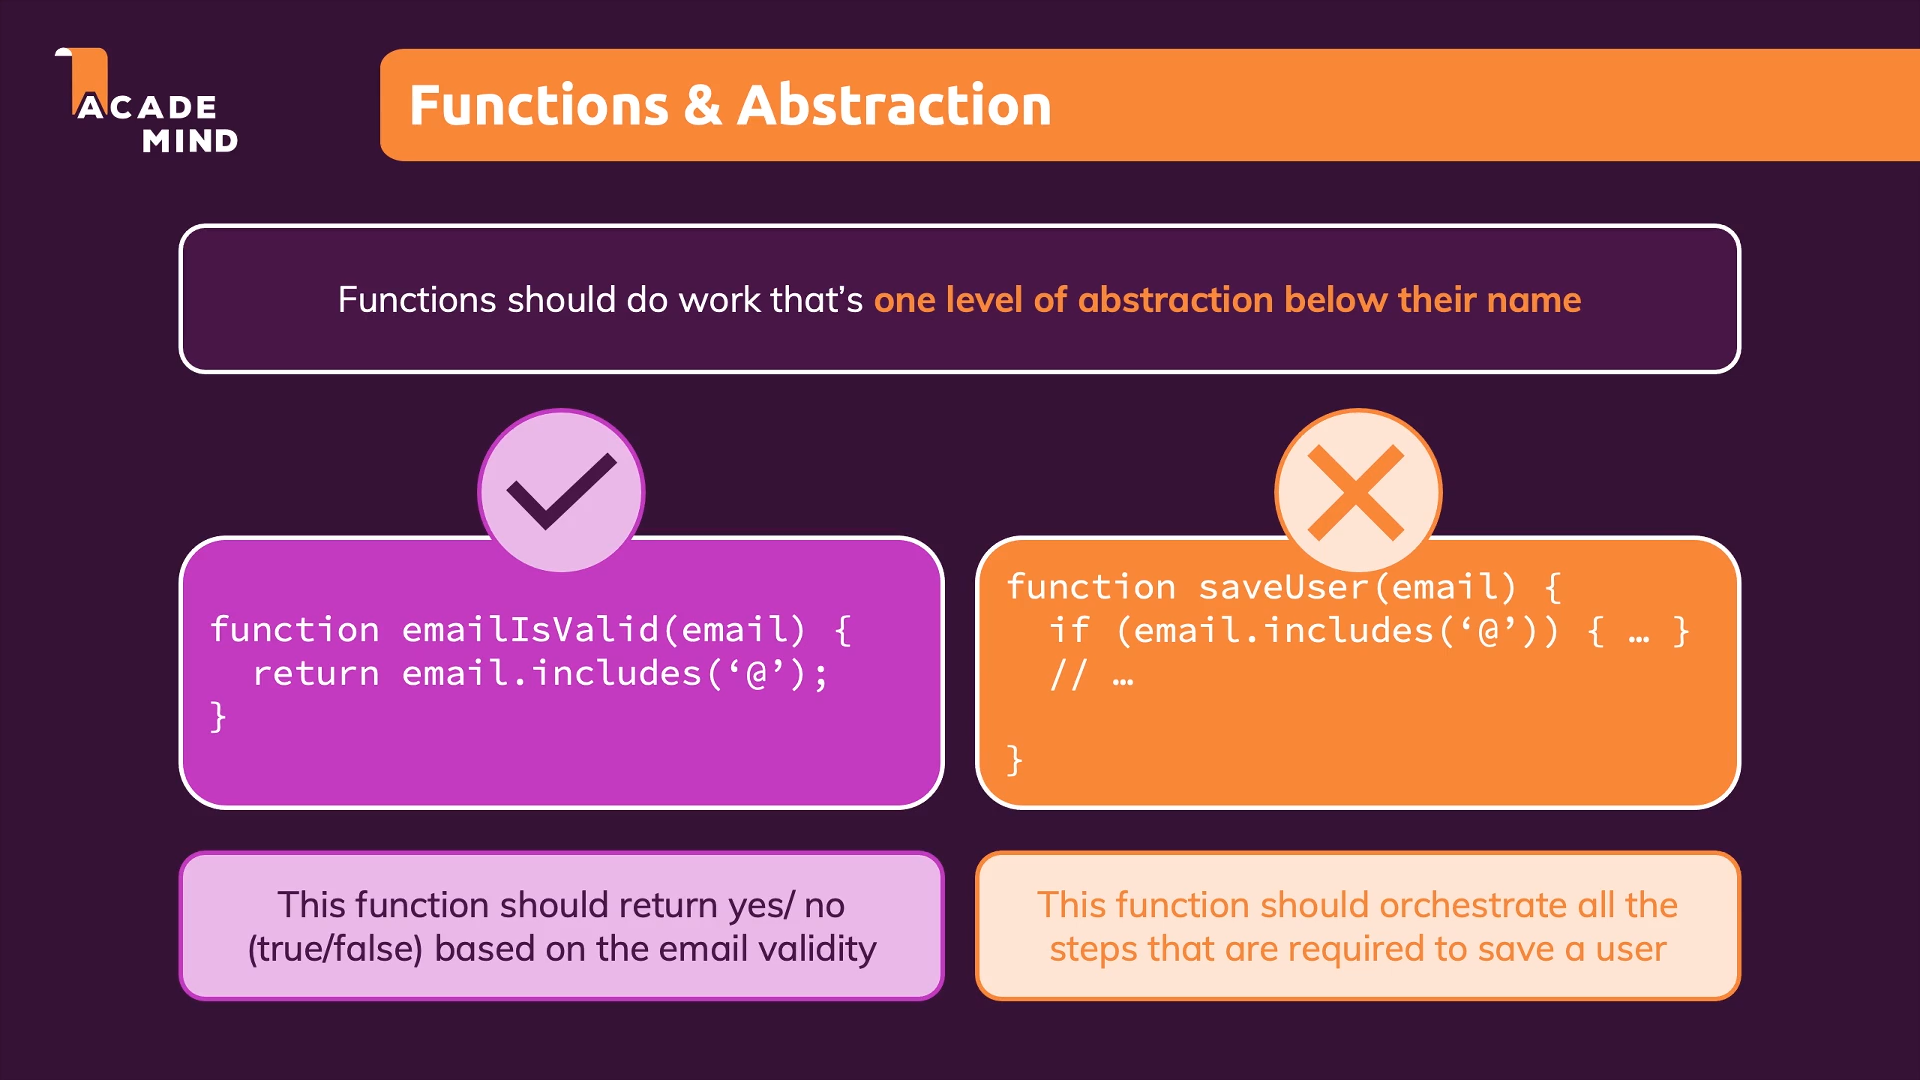 ACADE
MIND
Functions & Abstraction
Functions should do work that’s one level of abstraction below their name
function emailIsValid(email) {
  return email.includes(‘@’);
}
function saveUser(email) {
  if (email.includes(‘@’)) { … }
  // …
}
This function should return yes/ no
(true/false) based on the email validity
This function should orchestrate all the
steps that are required to save a user